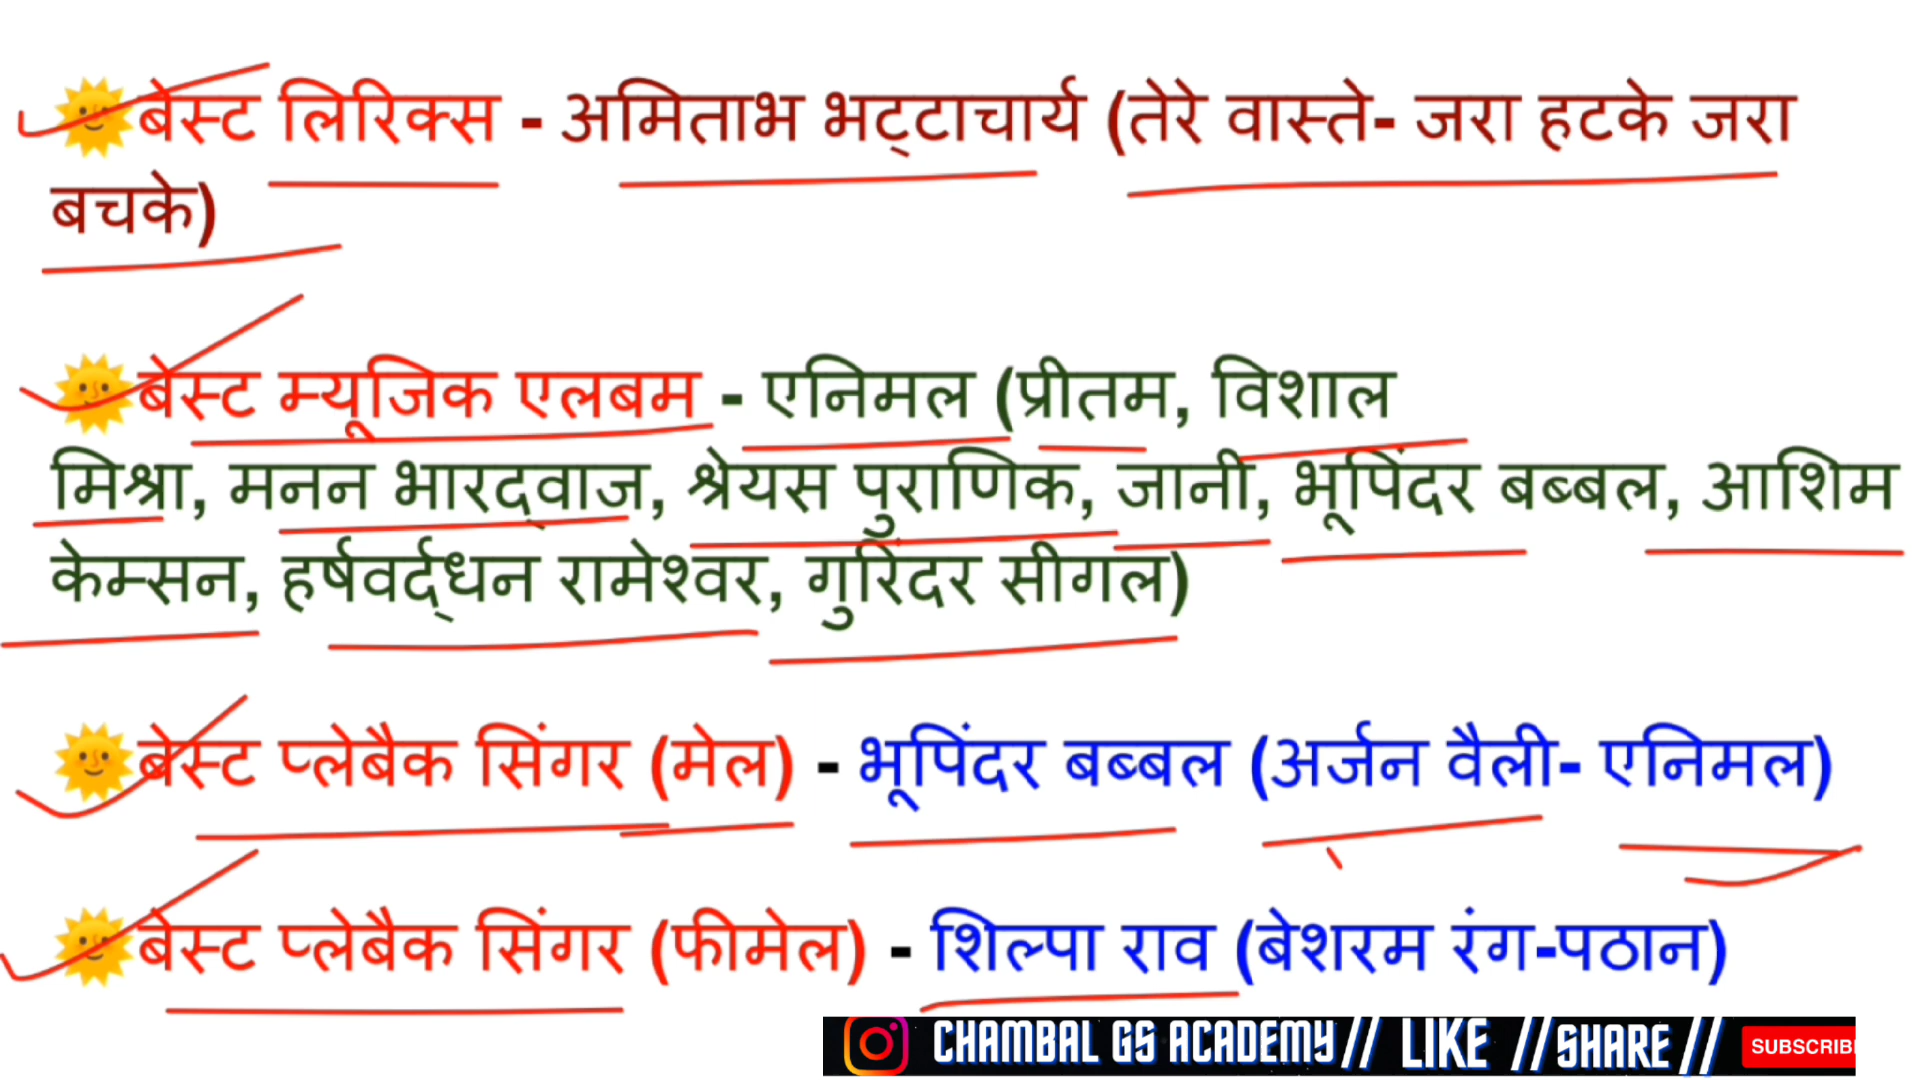 बेस्ट लिरिक्स - अमिताभ भट्टाचार्य (तेरे वास्ते- जरा हटके जरा
बचके)
बेस्ट म्यूजिक एलबम - एनिमल (प्रीतम, विशाल
मिश्रा, मनन भारद्वाज, श्रेयस पुराणिक, जानी, भूपिंदर बब्बल, आशिम
केम्सन, हर्षवर्द्धन रामेश्वर, गुरिंदर सीगल)
बेस्ट प्लेबैक सिंगर (मेल) - भूपिंदर बब्बल (अर्जन वैली- एनिमल)
बेस्ट प्लेबैक सिंगर (फीमेल) - शिल्पा राव (बेशरम रंग-पठान)
CHAMBAL GS ACADEMY// LIKE //SHARE// SUBSCRIB